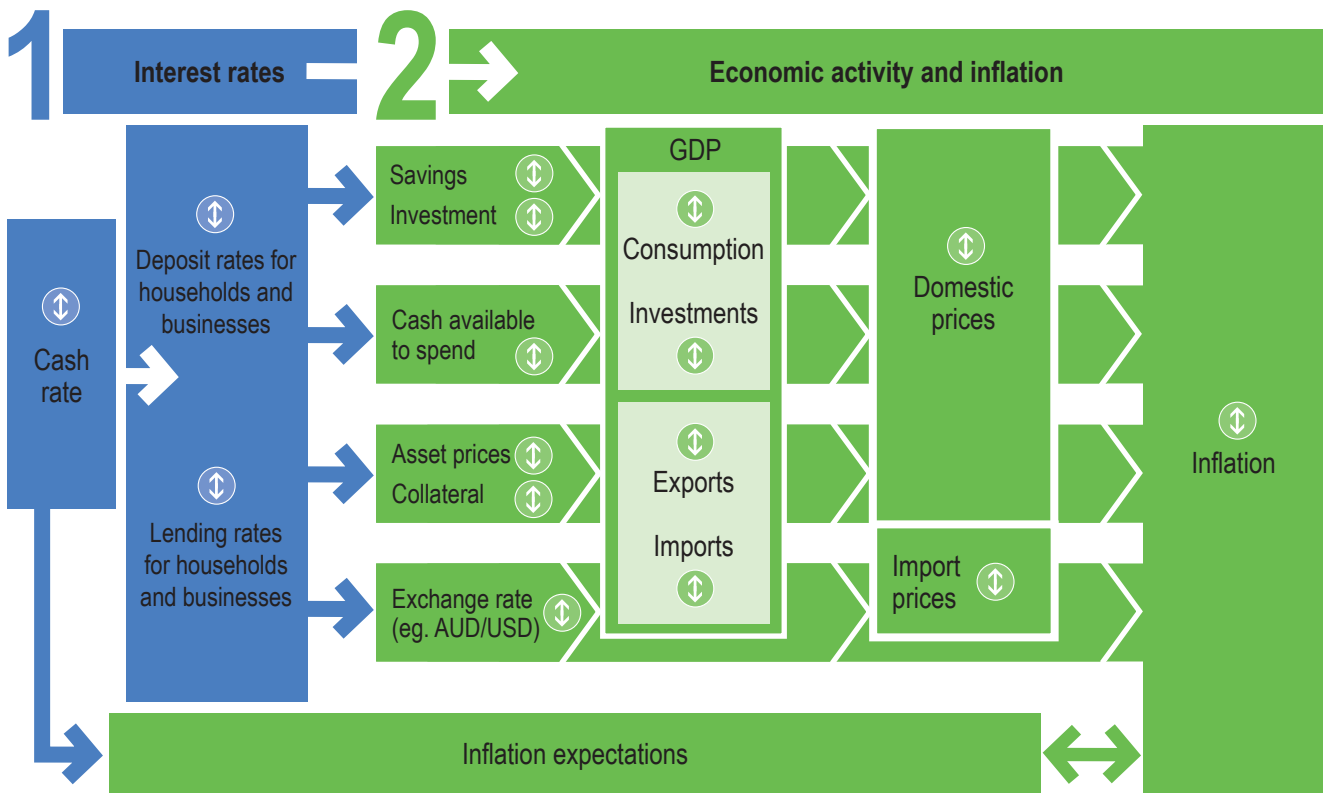 1
Interest rates
2
Economic activity and inflation
Cash
rate
Deposit rates for
households and
businesses
Lending rates
for households
and businesses
Savings
Investment
Cash available
to spend
Asset prices
Collateral
Exchange rate
(eg. AUD/USD)
GDP
Consumption
Investments
Exports
Imports
Domestic
prices
Import
prices
Inflation
Inflation expectations